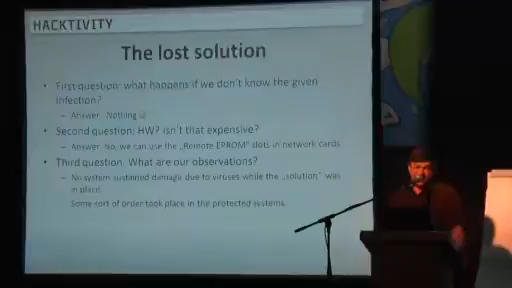 HACKTIVITY
The lost solution
• First question: what happens if we don't know the given
infection?
– Answer: Nothing
• Second question: HW? isn't that expensive?
– Answer: No, we can use the „Remote EPROM" slots in network cards
• Third question: What are our observations?
– No system sustained damage due to viruses while the „solution" was
in place.
Some sort of order took place in the protected systems.